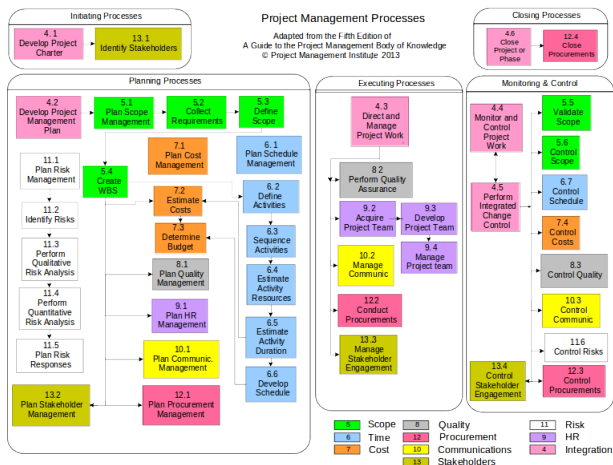 Initiating Processes
4. 1
Develop Project
Charter
13. 1
Identify Stakeholders
Project Management Processes
Adapted from the Fifth Edition of
A Guide to the Project Management Body of Knowledge
© Project Management Institute 2013
Closing Processes
4.6
Close
Project or
Phase
12.4
Close
Procurements
Planning Processes
4.2
Develop Project
Management
Plan
5.1
Plan Scope
Management
5.2
Collect
Requirements
5.3
Define
Scope
11.1
Plan Risk
Management
5.4
Create
WBS
7.1
Plan Cost
Management
6. 1
Plan Schedule
Management
11.2
Identify Risks
7.2
Estimate
Costs
6. 2
Define
Activities
11.3
Perform
Qualitative
Risk Analysis
7.3
Determine
Budget
6.3
Sequence
Activities
11.4
Perform
Quantitative
Risk Analysis
8.1
Plan Quality
Management
6.4
Estimate
Activity
Resources
9.1
Plan HR
Management
11.5
Plan Risk
Responses
10.1
Plan Communic.
Management
6.5
Estimate
Activity
Duration
13.2
Plan Stakeholder
Management
12.1
Plan Procurement
Management
6.6
Develop
Schedule
Executing Processes
4.3
Direct and
Manage
Project Work
8.2
Perform Quality
Assurance
9.2
Acquire
Project Team
9.3
Develop
Project Team
9.4
Manage
Project team
10.2
Manage
Communic
12.2
Conduct
Procurements
13..3
Manage
Stakeholder
Engagement
Monitoring & Control
4.4
Monitor and
Control
Project
Work
5.5
Validate
Scope
5.6
Control
Scope
4.5
Perform
Integrated
Change
Control
6.7
Control
Schedule
7.4
Control
Costs
8.3
Control Quality
10.3
Control
Communic
11.6
Control Risks
13.4
Control
Stakeholder
Engagement
12.3
Control
Procurements
5 Scope
6 Time
7 Cost
8 Quality
12 Procurement
10 Communications
13 Stakeholders
11 Risk
9 HR
4 Integration